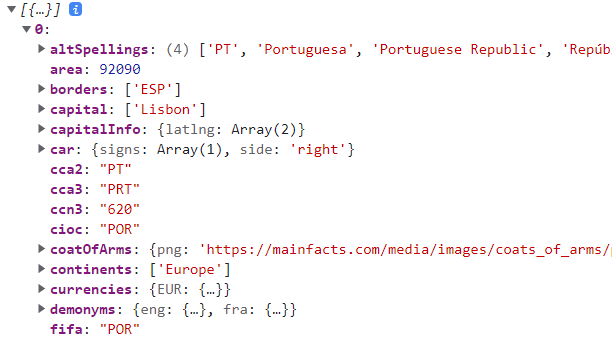 [{…}] i
0:
altSpellings: (4) ['PT', 'Portuguesa', 'Portuguese Republic', 'Repúb
area: 92090
borders: ['ESP']
capital: ['Lisbon']
capitalInfo: {latlng: Array(2)}
car: {signs: Array(1), side: 'right'}
cca2: "PT"
cca3: "PRT"
ccn3: "620"
cioc: "POR"
coatOfArms: {png: 'https://mainfacts.com/media/images/coats_of_arms/p
continents: ['Europe']
currencies: {EUR: {…}}
demonyms: {eng: {…}, fra: {…}}
fifa: "POR"